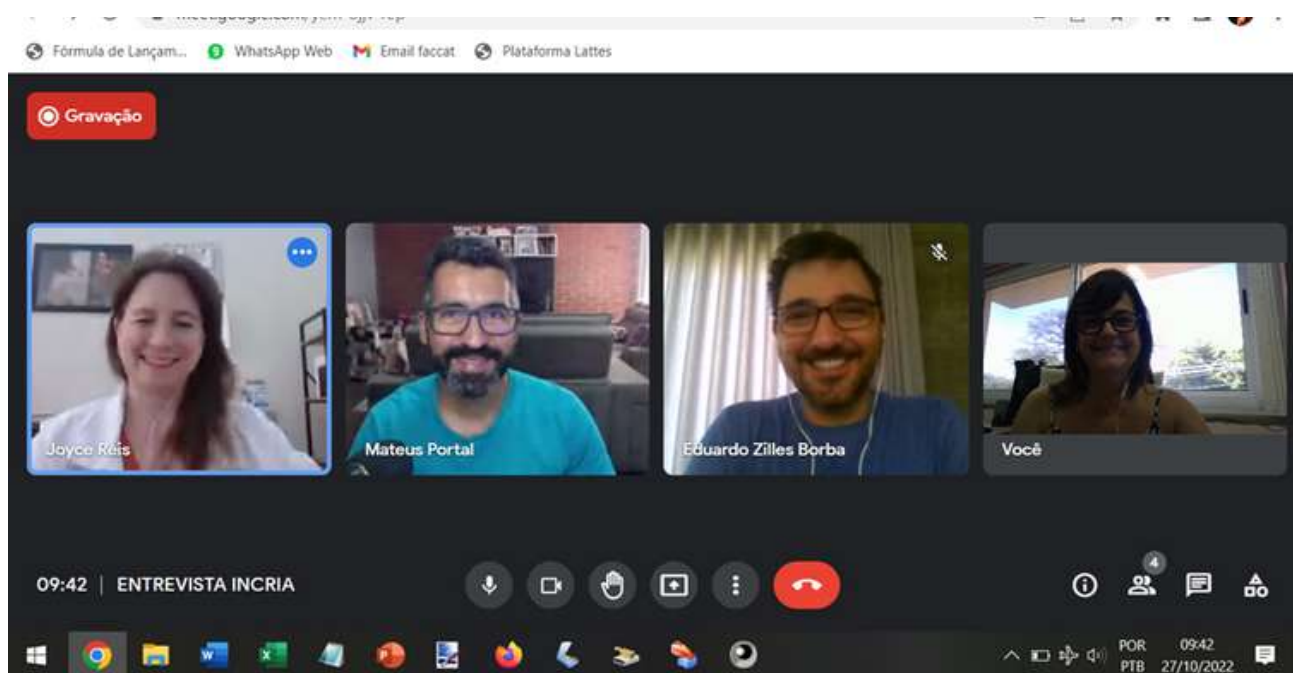 Fórmula de Lançam... WhatsApp Web Email faccat Plataforma Lattes
Gravação
Joyce Reis Mateus Portal Eduardo Zilles Borba Você
4
09:42 | ENTREVISTA INCRIA
POR 09:42
PTB 27/10/2022